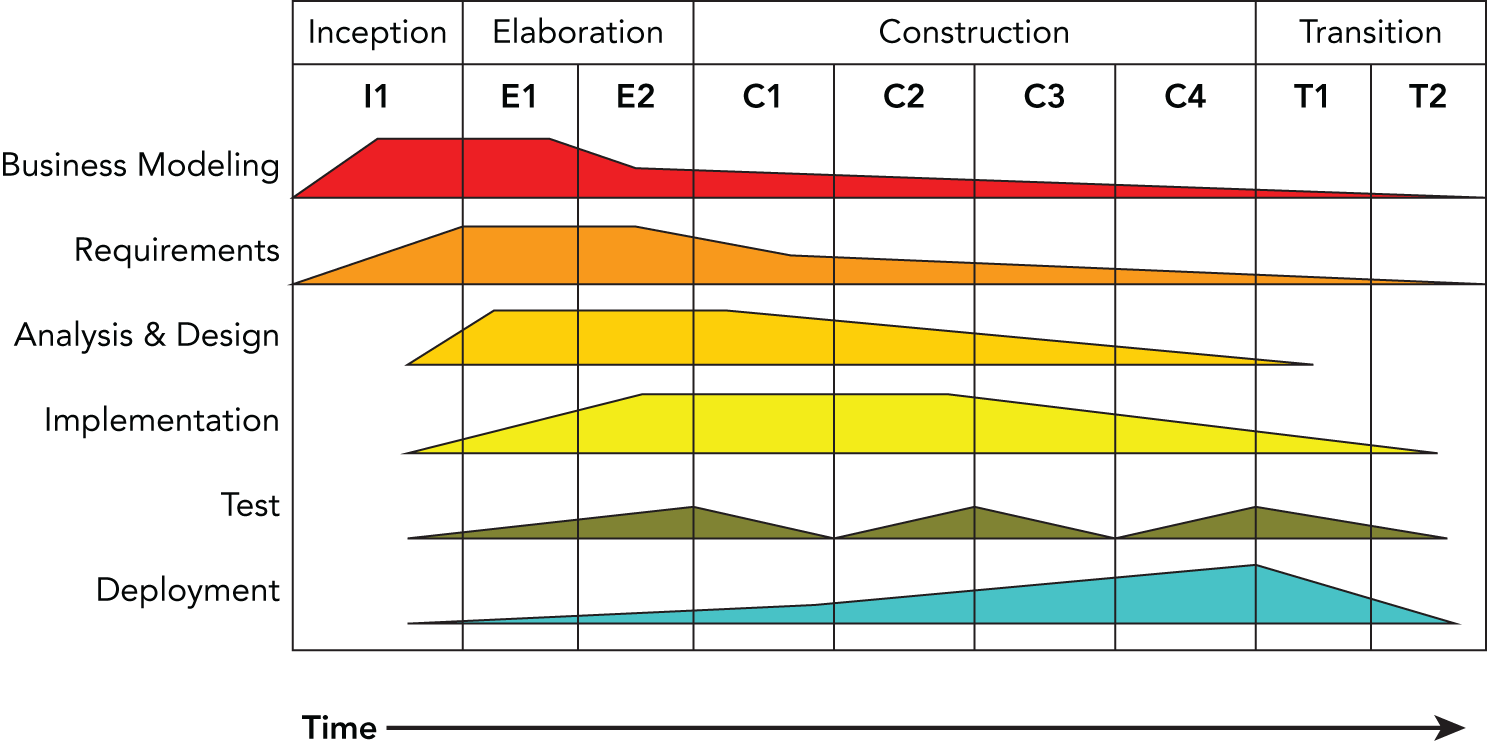 Inception Elaboration Construction Transition
I1 E1 E2 C1 C2 C3 C4 T1 T2
Business Modeling
Requirements
Analysis & Design
Implementation
Test
Deployment
Time